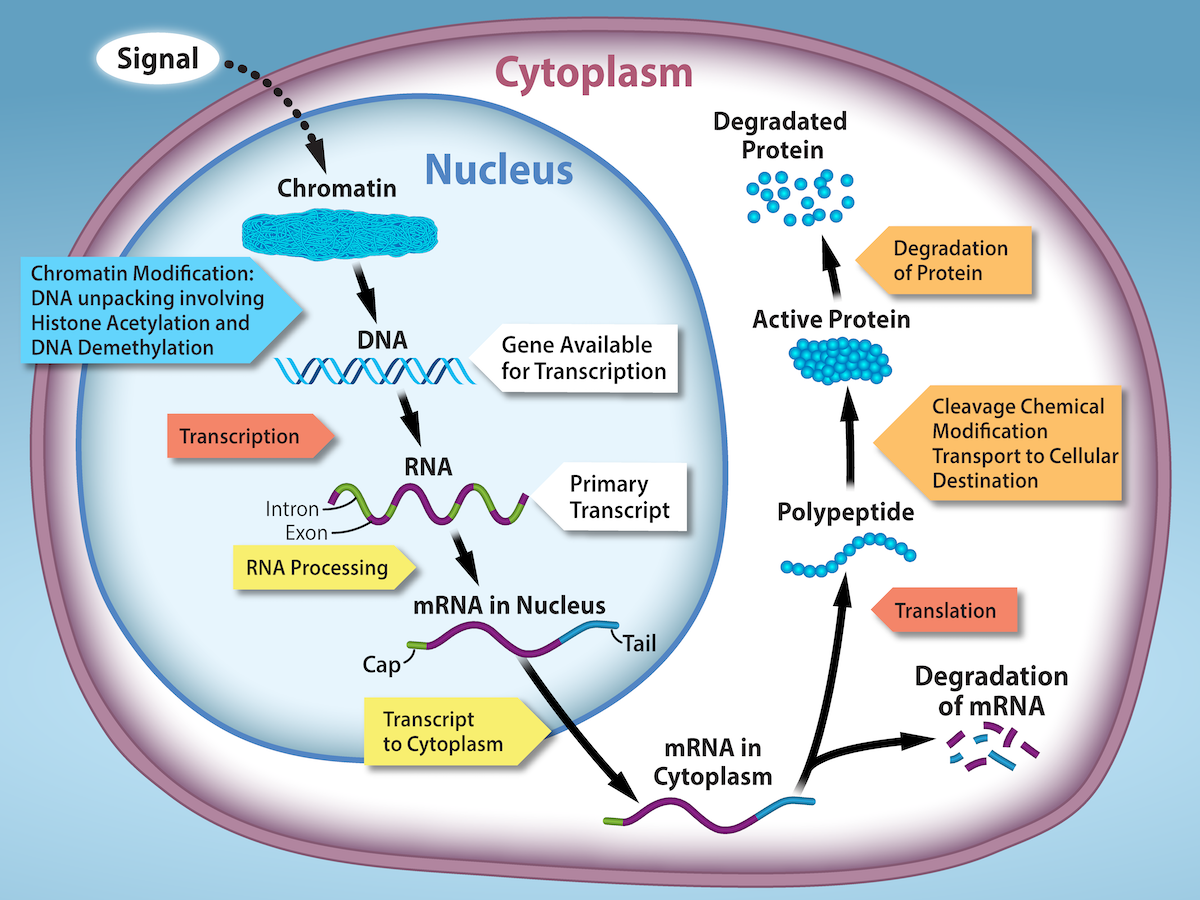 Signal
Cytoplasm
Nucleus
Chromatin
Chromatin Modification:
DNA unpacking involving
Histone Acetylation and
DNA Demethylation
DNA
Gene Available
for Transcription
Transcription
RNA
Intron
Exon
Primary
Transcript
RNA Processing
mRNA in Nucleus
Cap
Tail
Transcript
to Cytoplasm
mRNA in
Cytoplasm
Degradation
of mRNA
Translation
Polypeptide
Cleavage Chemical
Modification
Transport to Cellular
Destination
Active Protein
Degradation
of Protein
Degraded
Protein